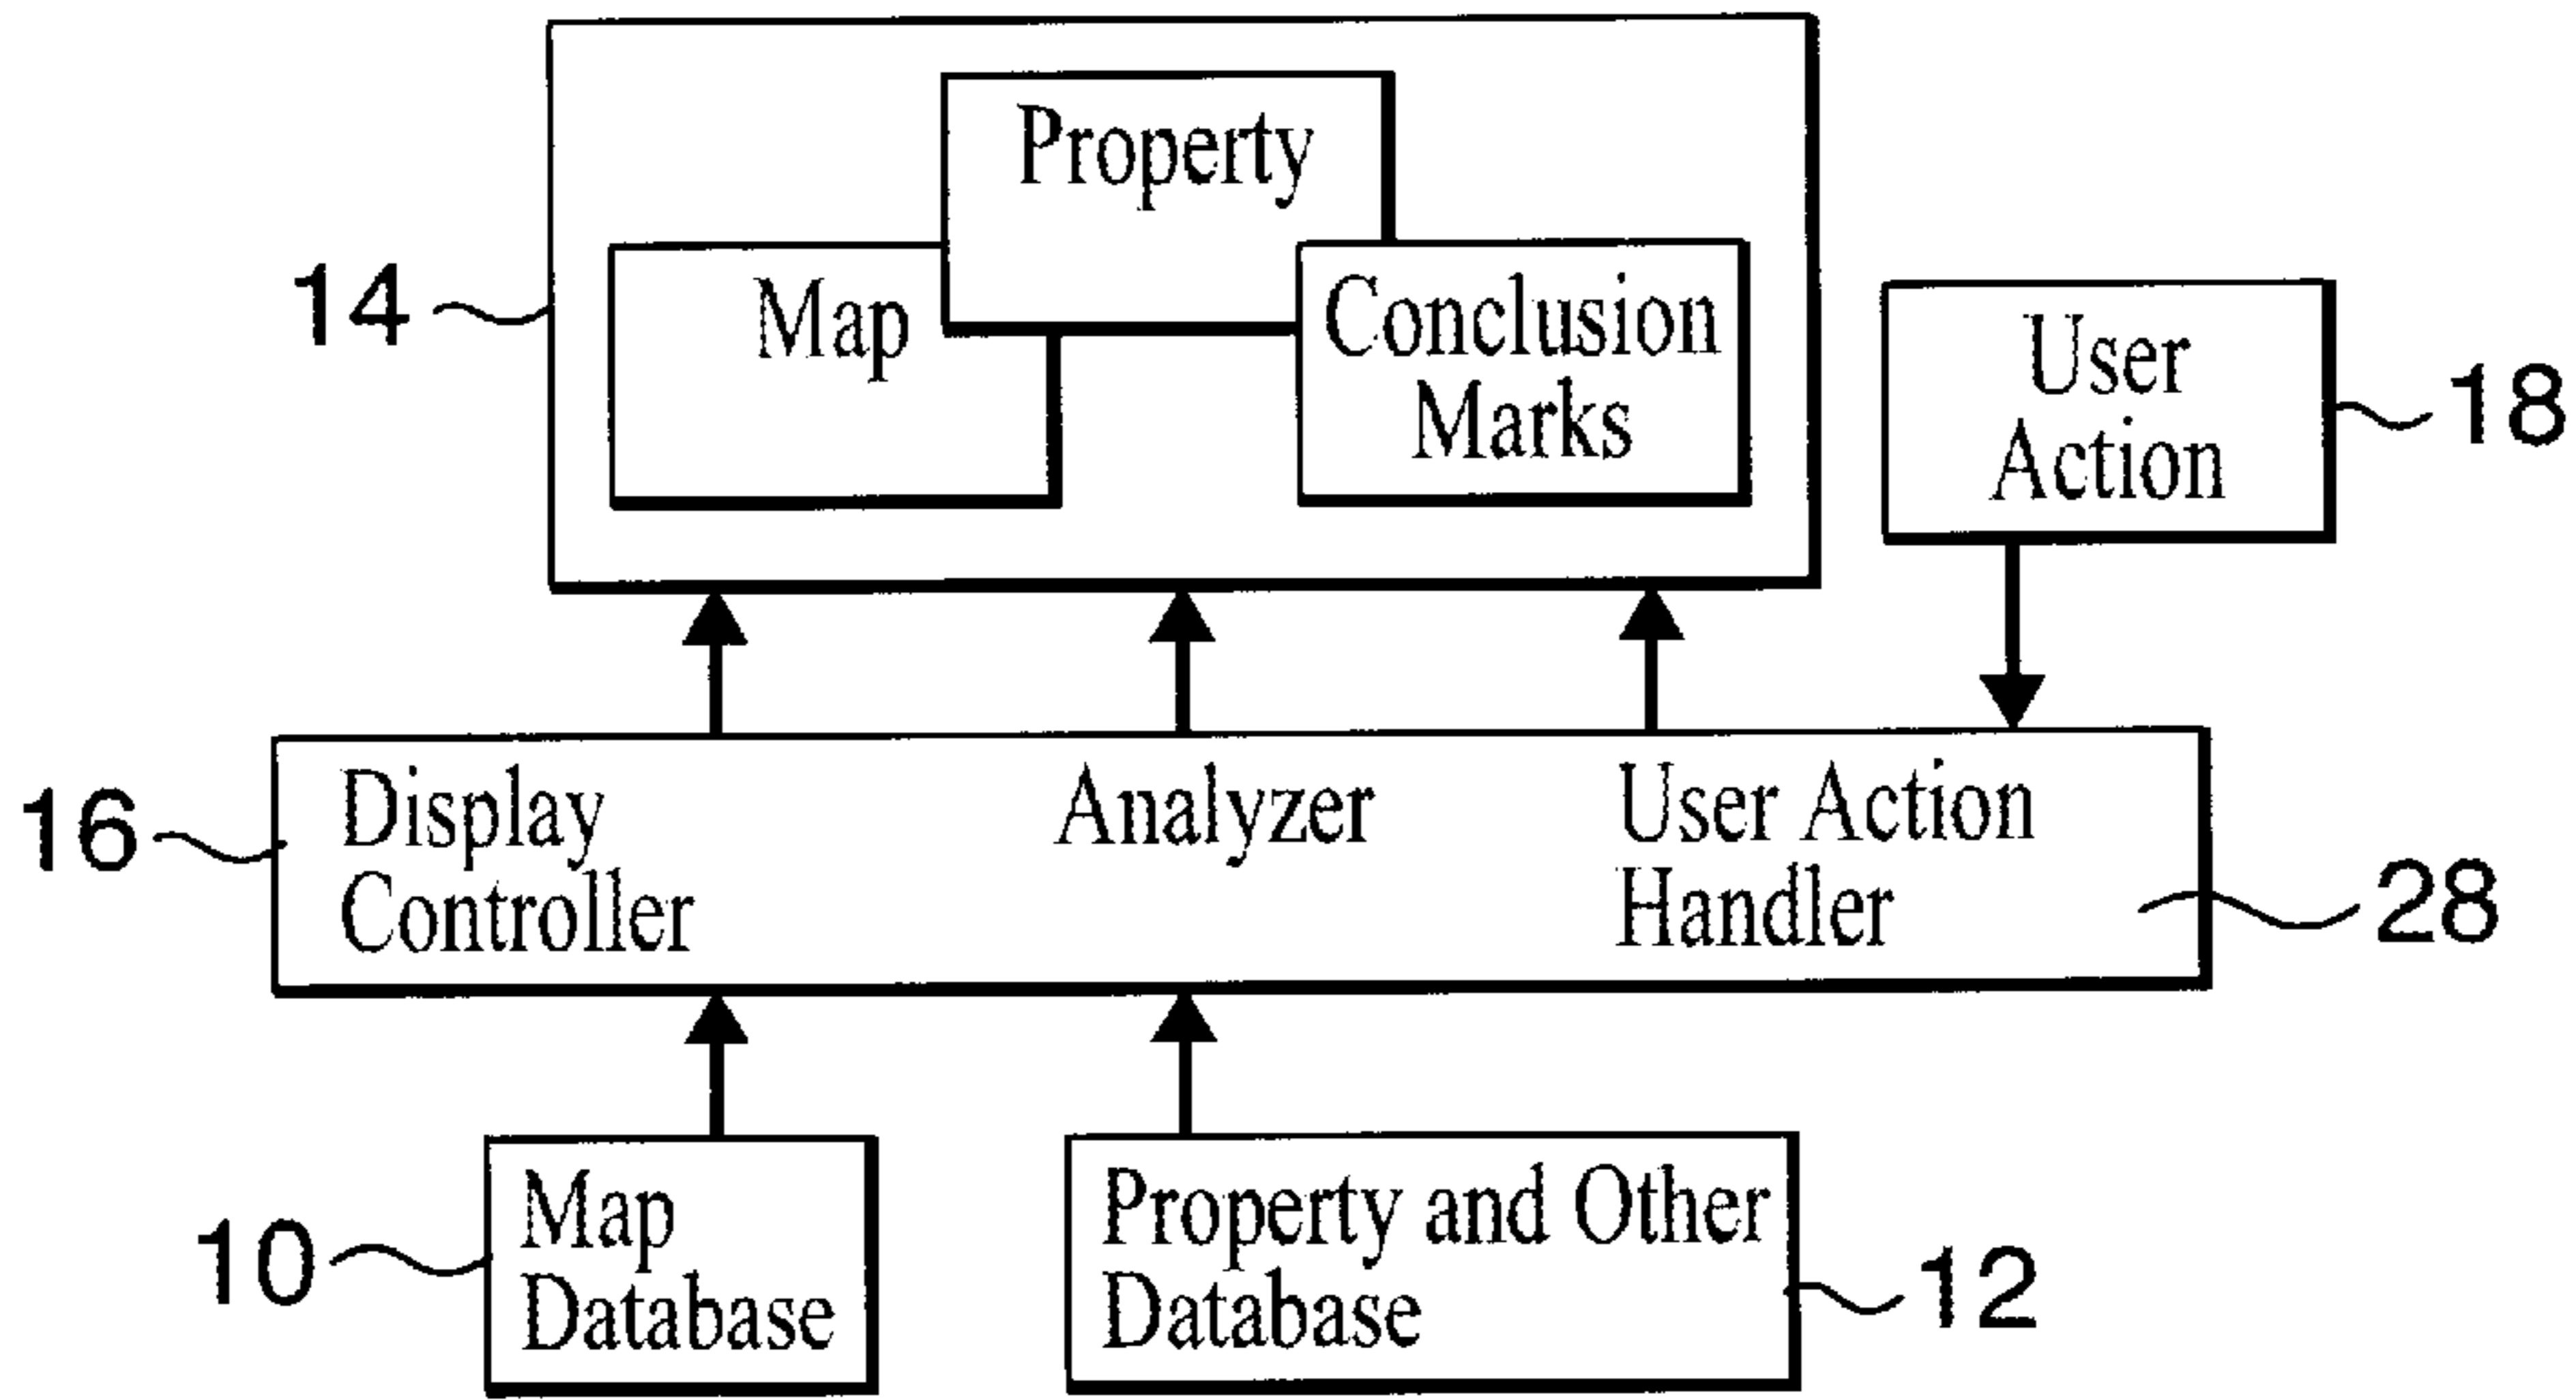 Property
14
Map
Conclusion
Marks
User
Action
18
16
Display
Controller
Analyzer
User Action
Handler
28
10
Map
Database
Property and Other
Database
12